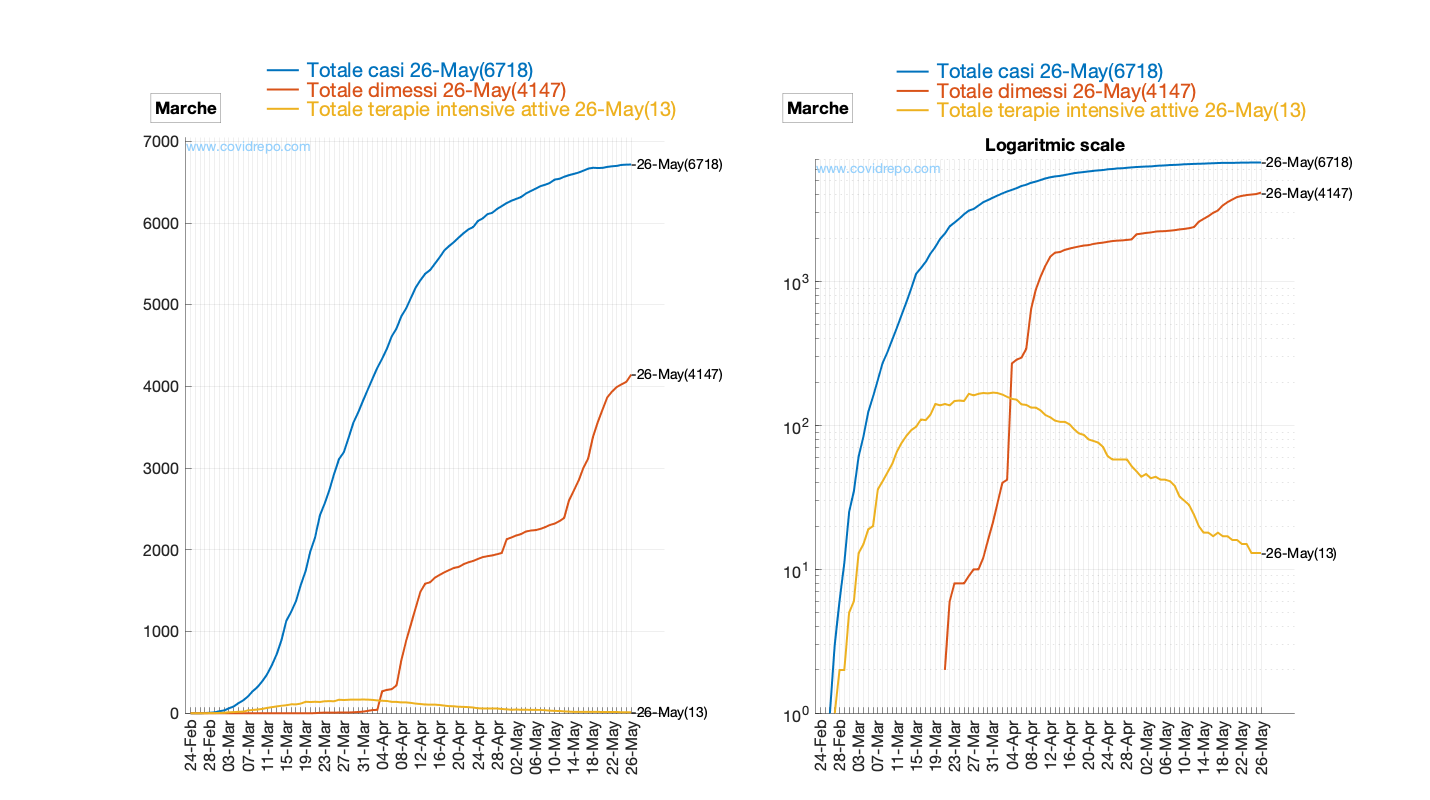 Totale casi 26-May(6718)
Totale dimessi 26-May(4147)
Totale terapie intensive attive 26-May(13)
Marche
www.covidrepo.com
7000
6000
5000
4000
3000
2000
1000
0
26-May(6718)
26-May(4147)
26-May(13)
24-Feb
28-Feb
03-Mar
07-Mar
11-Mar
15-Mar
19-Mar
23-Mar
27-Mar
31-Mar
04-Apr
08-Apr
12-Apr
16-Apr
20-Apr
24-Apr
28-Apr
02-May
06-May
10-May
14-May
18-May
22-May
26-May
Totale casi 26-May(6718)
Totale dimessi 26-May(4147)
Totale terapie intensive attive 26-May(13)
Marche
Logaritmic scale
www.covidrepo.com
10³
10²
10¹
10⁰
26-May(6718)
26-May(4147)
26-May(13)
24-Feb
28-Feb
03-Mar
07-Mar
11-Mar
15-Mar
19-Mar
23-Mar
27-Mar
31-Mar
04-Apr
08-Apr
12-Apr
16-Apr
20-Apr
24-Apr
28-Apr
02-May
06-May
10-May
14-May
18-May
22-May
26-May